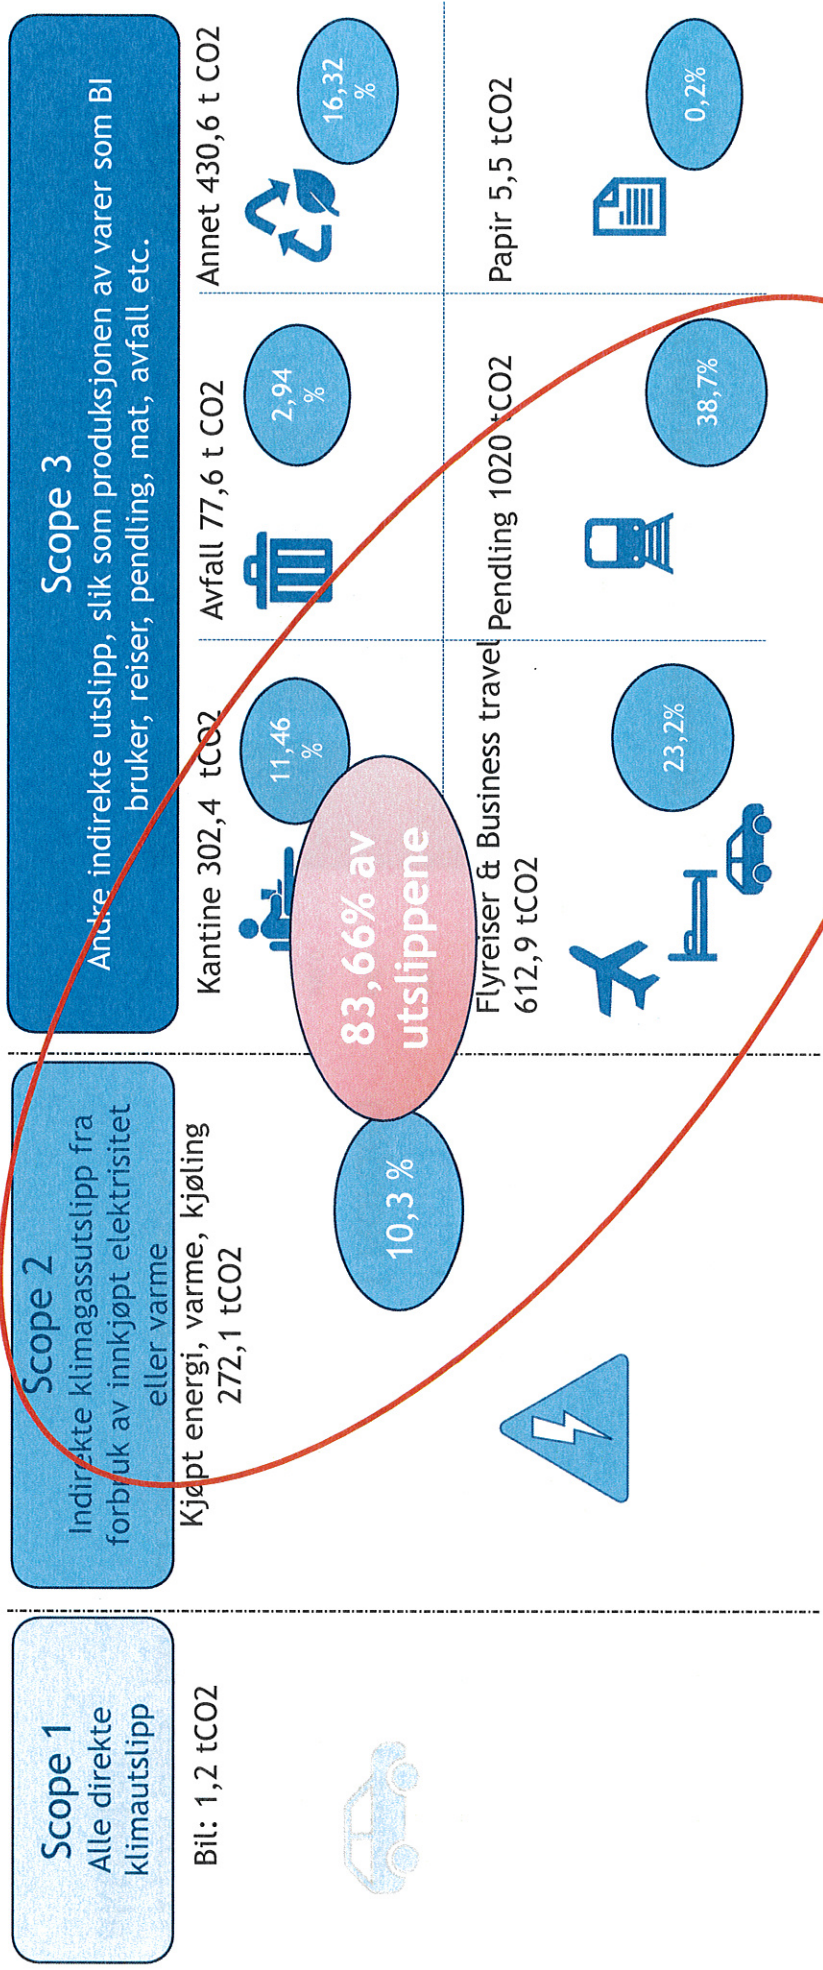 Scope 1
Alle direkte
klimautslipp
Bil: 1,2 tCO2
Scope 2
Indirekte klimagassutslipp fra
forbruk av innkjøpt elektrisitet
eller varme
Kjøpt energi, varme, kjøling
272,1 tCO2
10,3 %
Scope 3
Andre indirekte utslipp, slik som produksjonen av varer som BI
bruker, reiser, pendling, mat, avfall etc.
Kantine 302,4 tCO2
11,46
%
Avfall 77,6 t CO2
2,94
%
Annet 430,6 t CO2
16,32
%
83,66% av
utslippene
Flyreiser & Business travel
612,9 tCO2
23,2%
Pendling 1020 tCO2
38,7%
Papir 5,5 tCO2
0,2%